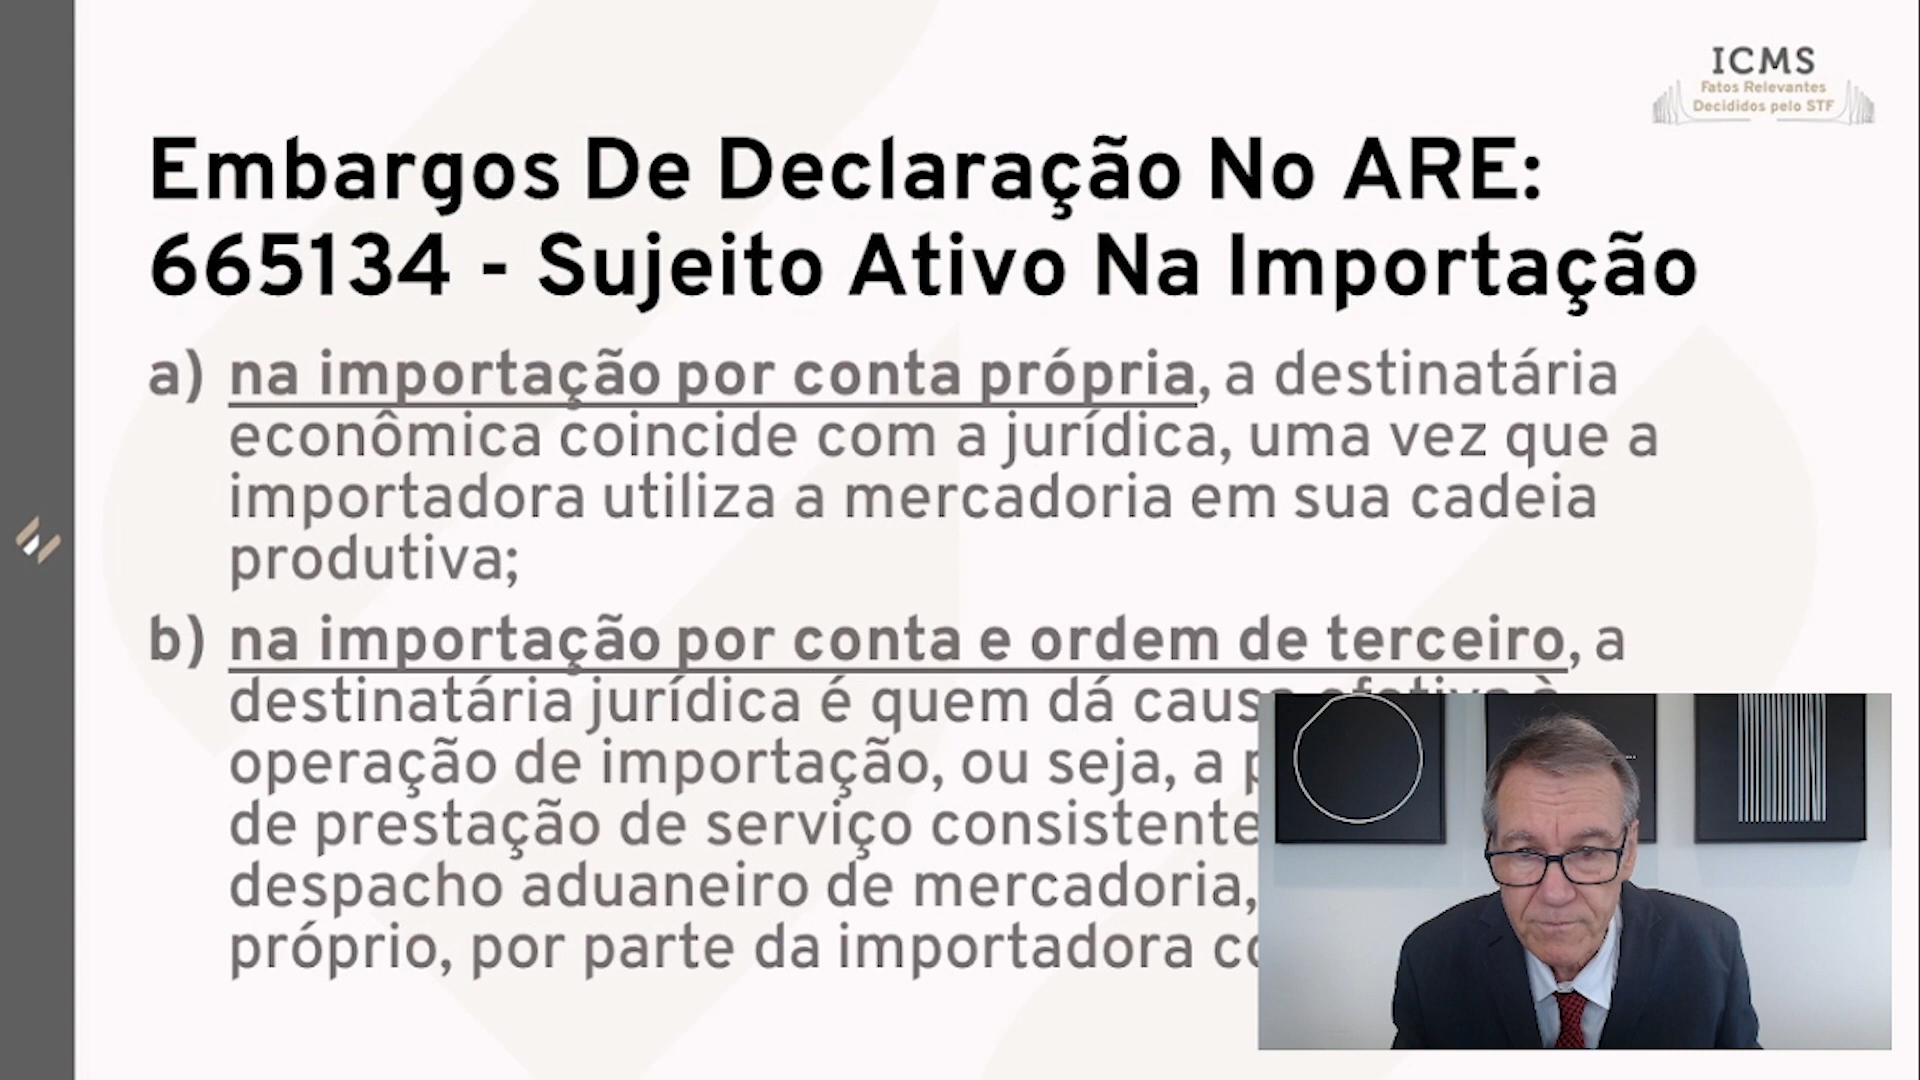 ICMS
Fatos Relevantes
Decididos pelo STF
Embargos De Declaração No ARE:
665134 - Sujeito Ativo Na Importação
a) na importação por conta própria, a destinatária
econômica coincide com a jurídica, uma vez que a
importadora utiliza a mercadoria em sua cadeia
produtiva;
b) na importação por conta e ordem de terceiro, a
destinatária jurídica é quem dá causa efetiva à
operação de importação, ou seja, a
de prestação de serviço consistente
despacho aduaneiro de mercadoria,
próprio, por parte da importadora